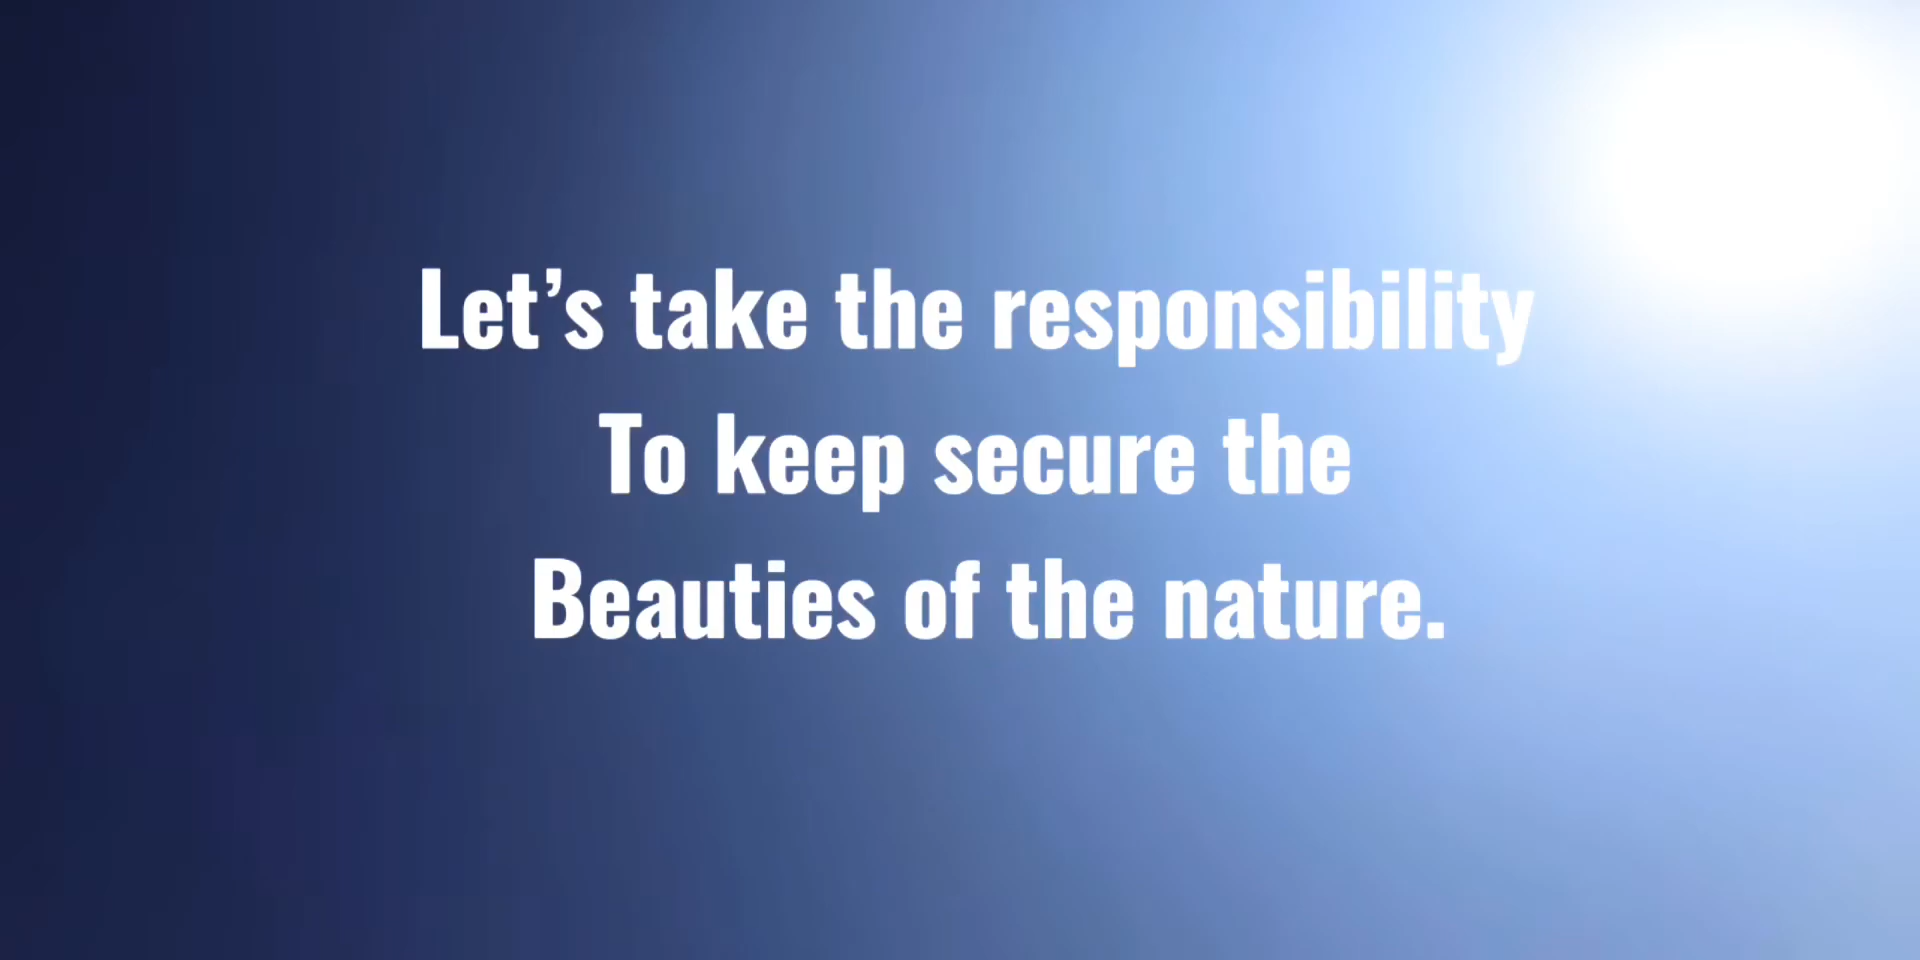 Let’s take the responsibility
To keep secure the
Beauties of the nature.